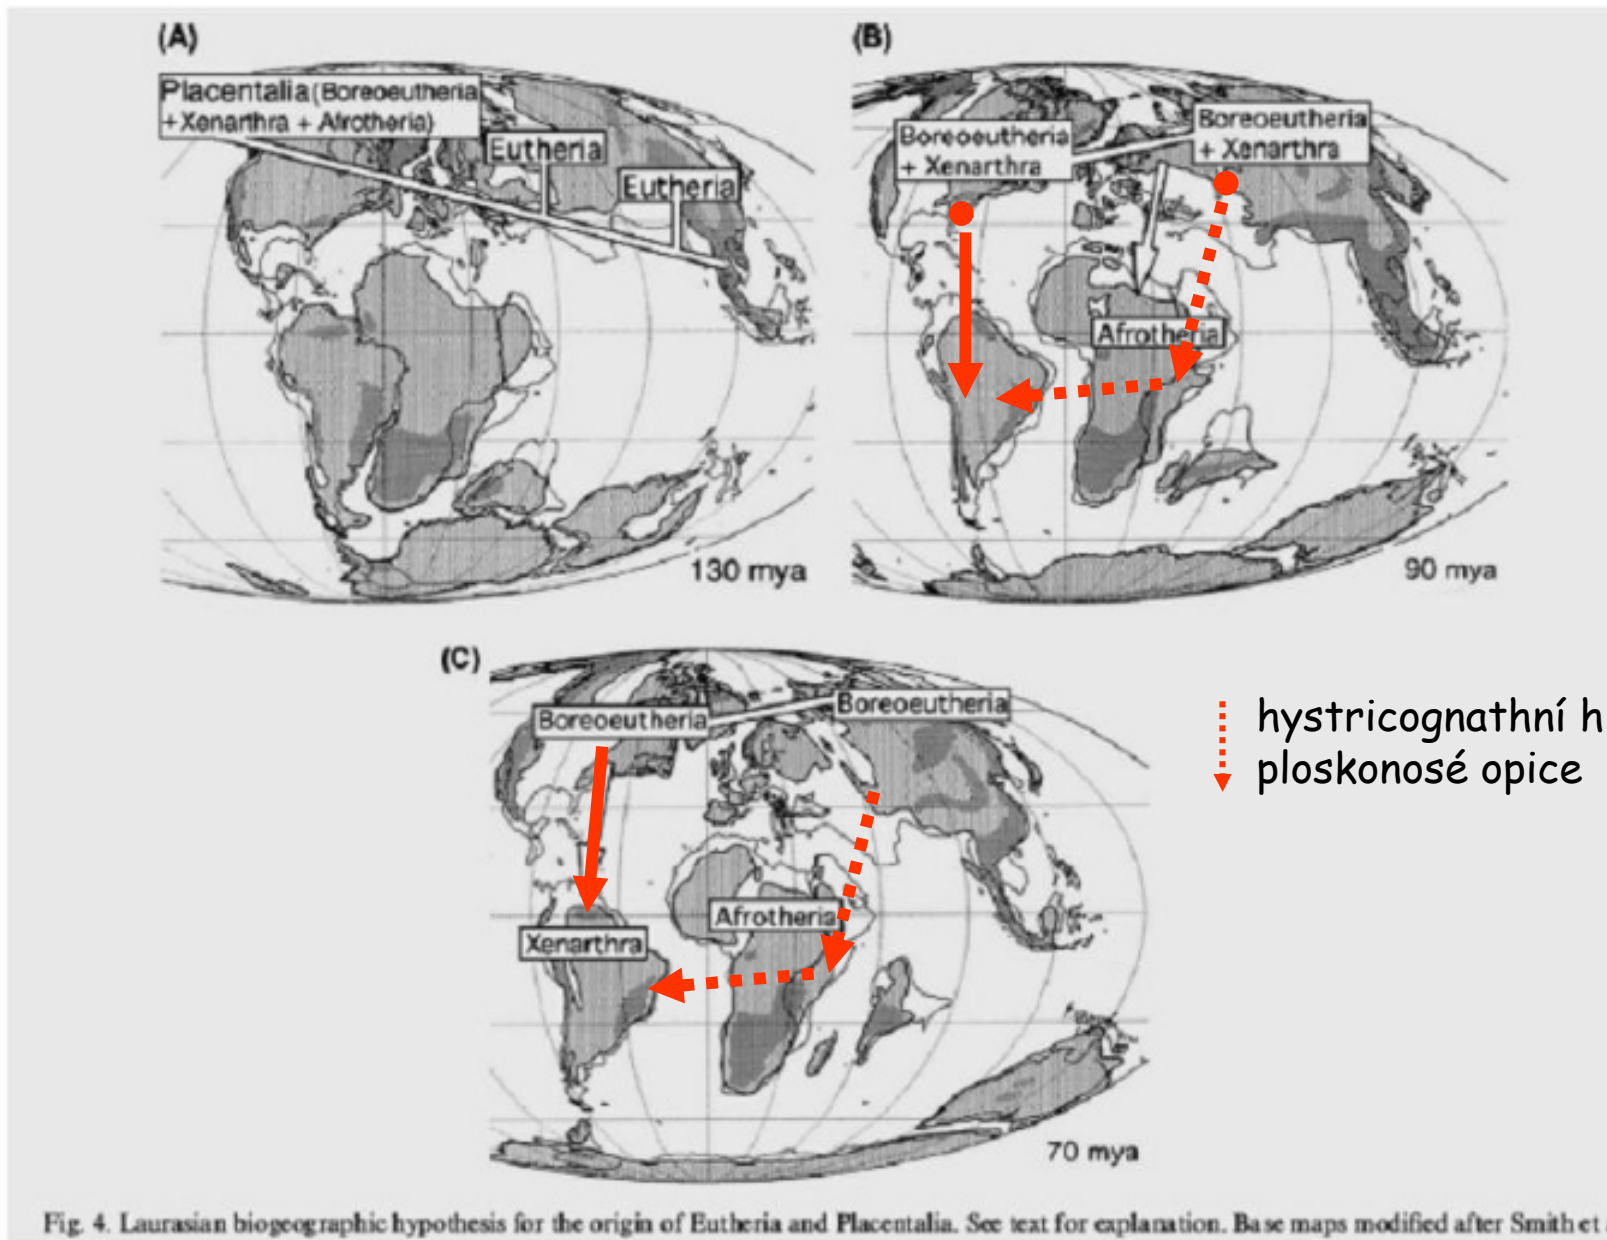 (A)
Placentalia (Boreoeutheria
+Xenarthra + Afrotheria)
Eutheria
Eutheria
130 mya
(B)
Boreoeutheria
+ Xenarthra
Boreoeutheria
+ Xenarthra
Afrotheria
90 mya
(C)
Boreoeutheria
Boreoeutheria
Afrotheria
Xenarthra
70 mya
hystricognathní h
ploskonosé opice
Fig. 4. Laurasian biogeographic hypothesis for the origin of Eutheria and Placentalia. See text for explanation. Base maps modified after Smith et